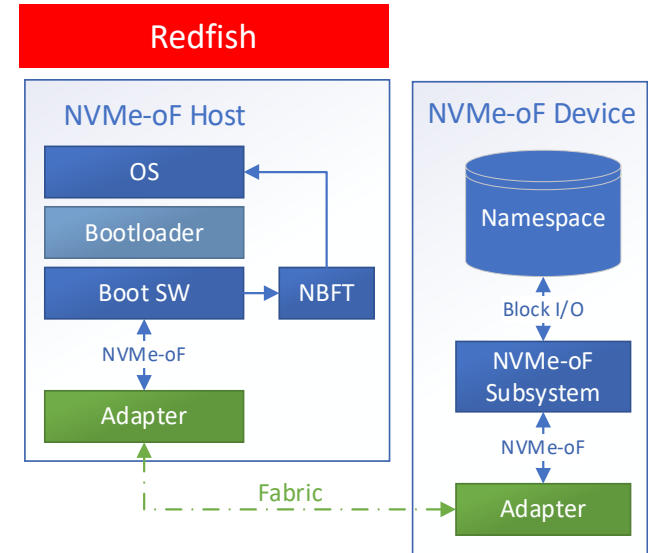 Redfish
NVMe-oF Host
OS
Bootloader
Boot SW
NBFT
NVMe-oF
Adapter
Fabric
NVMe-oF Device
Namespace
Block I/O
NVMe-oF
Subsystem
NVMe-oF
Adapter